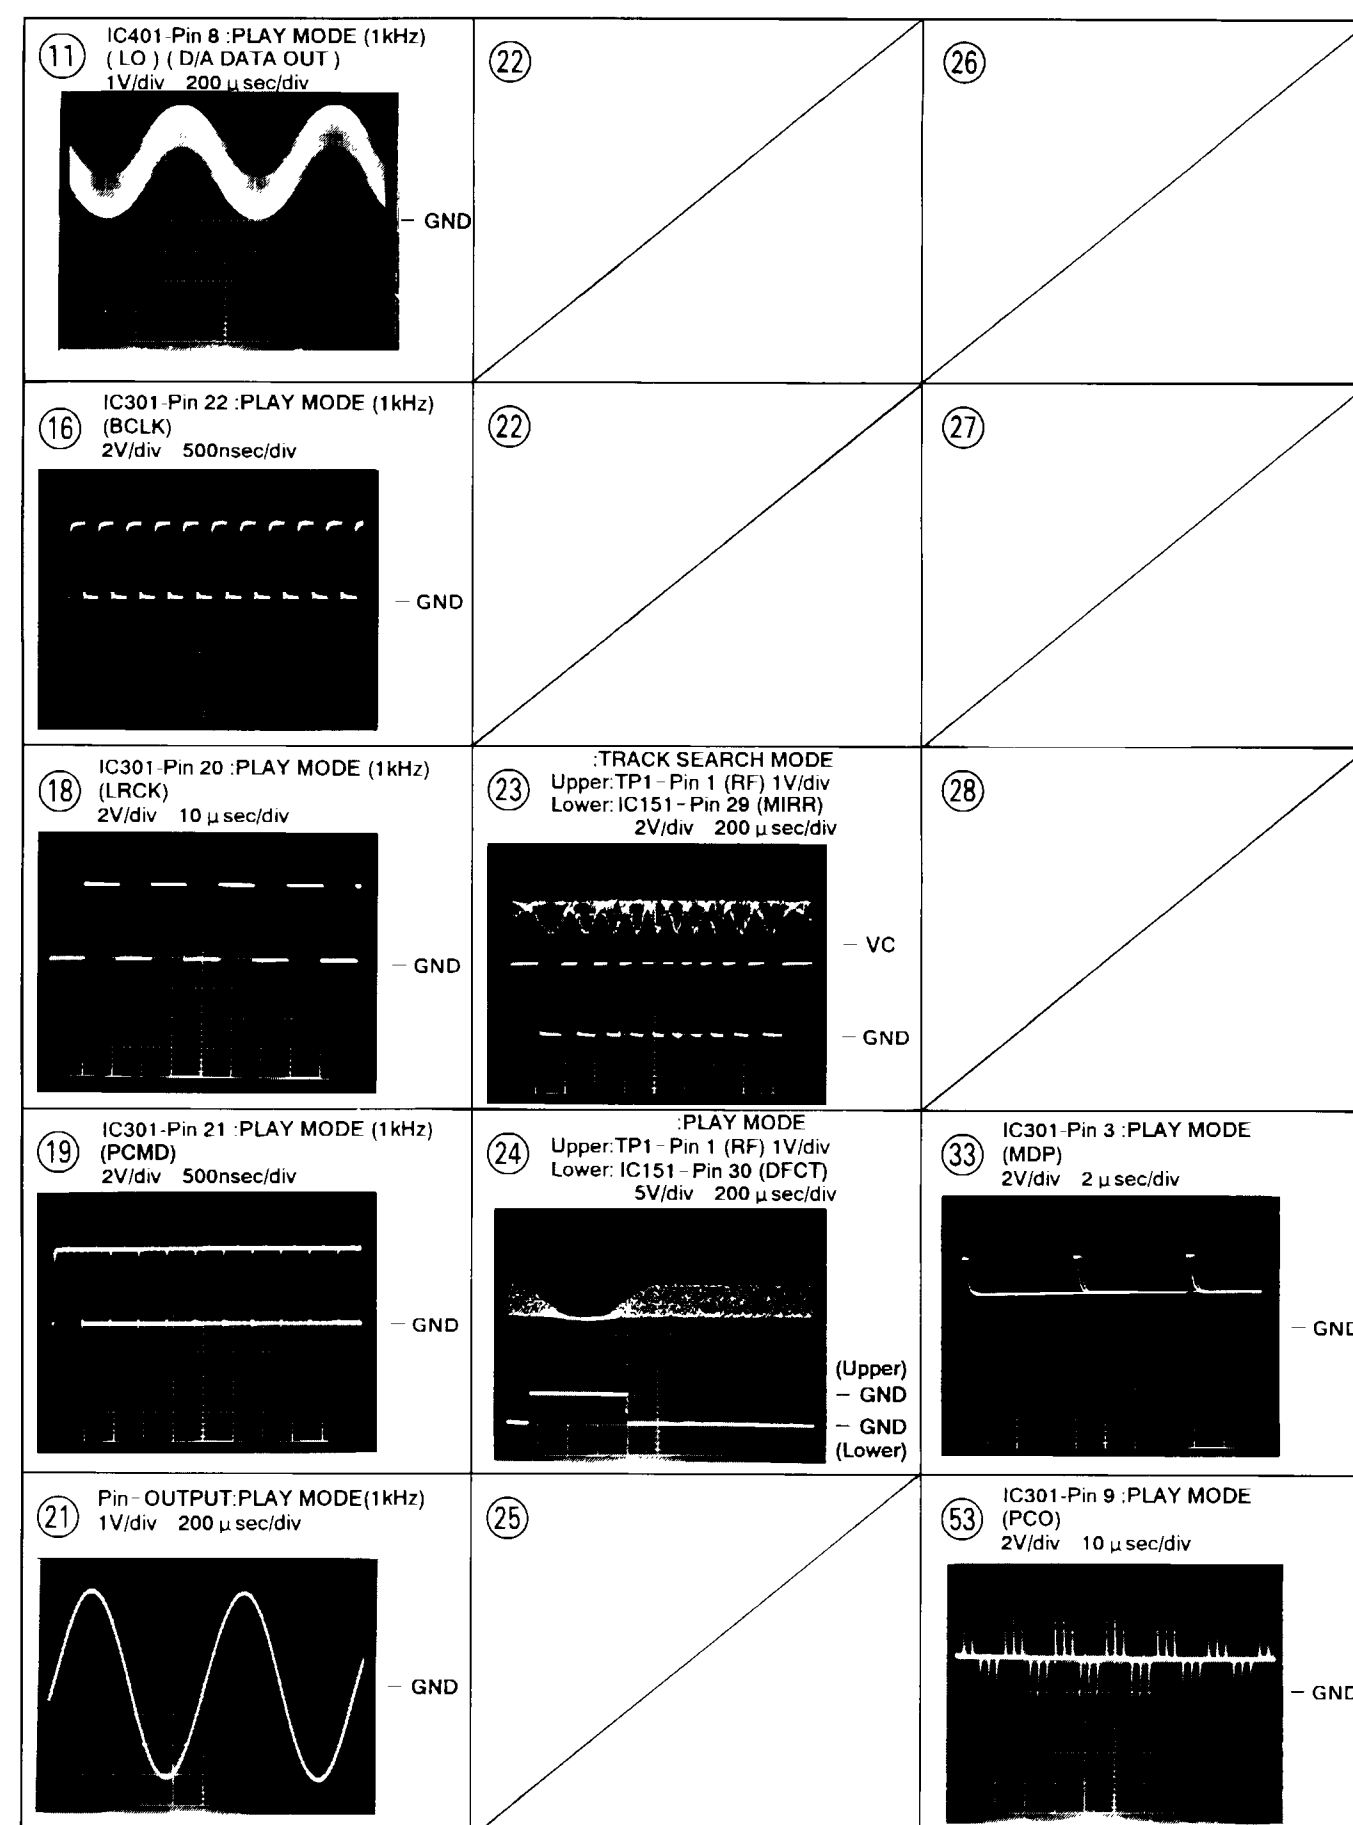 11
IC401-Pin 8 :PLAY MODE (1kHz)
( LO ) ( D/A DATA OUT )
1V/div 200 μ sec/div
– GND
22
26
16
IC301-Pin 22 :PLAY MODE (1kHz)
(BCLK)
2V/div 500nsec/div
– GND
22
27
18
IC301-Pin 20 :PLAY MODE (1kHz)
(LRCK)
2V/div 10 μ sec/div
– GND
23
:TRACK SEARCH MODE
Upper:TP1–Pin 1 (RF) 1V/div
Lower: IC151–Pin 29 (MIRR)
2V/div 200 μ sec/div
– VC
– GND
28
19
IC301-Pin 21 :PLAY MODE (1kHz)
(PCMD)
2V/div 500nsec/div
– GND
24
:PLAY MODE
Upper:TP1–Pin 1 (RF) 1V/div
Lower: IC151–Pin 30 (DFCT)
5V/div 200 μ sec/div
(Upper)
– GND
– GND
(Lower)
33
IC301-Pin 3 :PLAY MODE
(MDP)
2V/div 2 μ sec/div
– GND
21
Pin–OUTPUT:PLAY MODE(1kHz)
1V/div 200 μ sec/div
– GND
25
53
IC301-Pin 9 :PLAY MODE
(PCO)
2V/div 10 μ sec/div
– GND